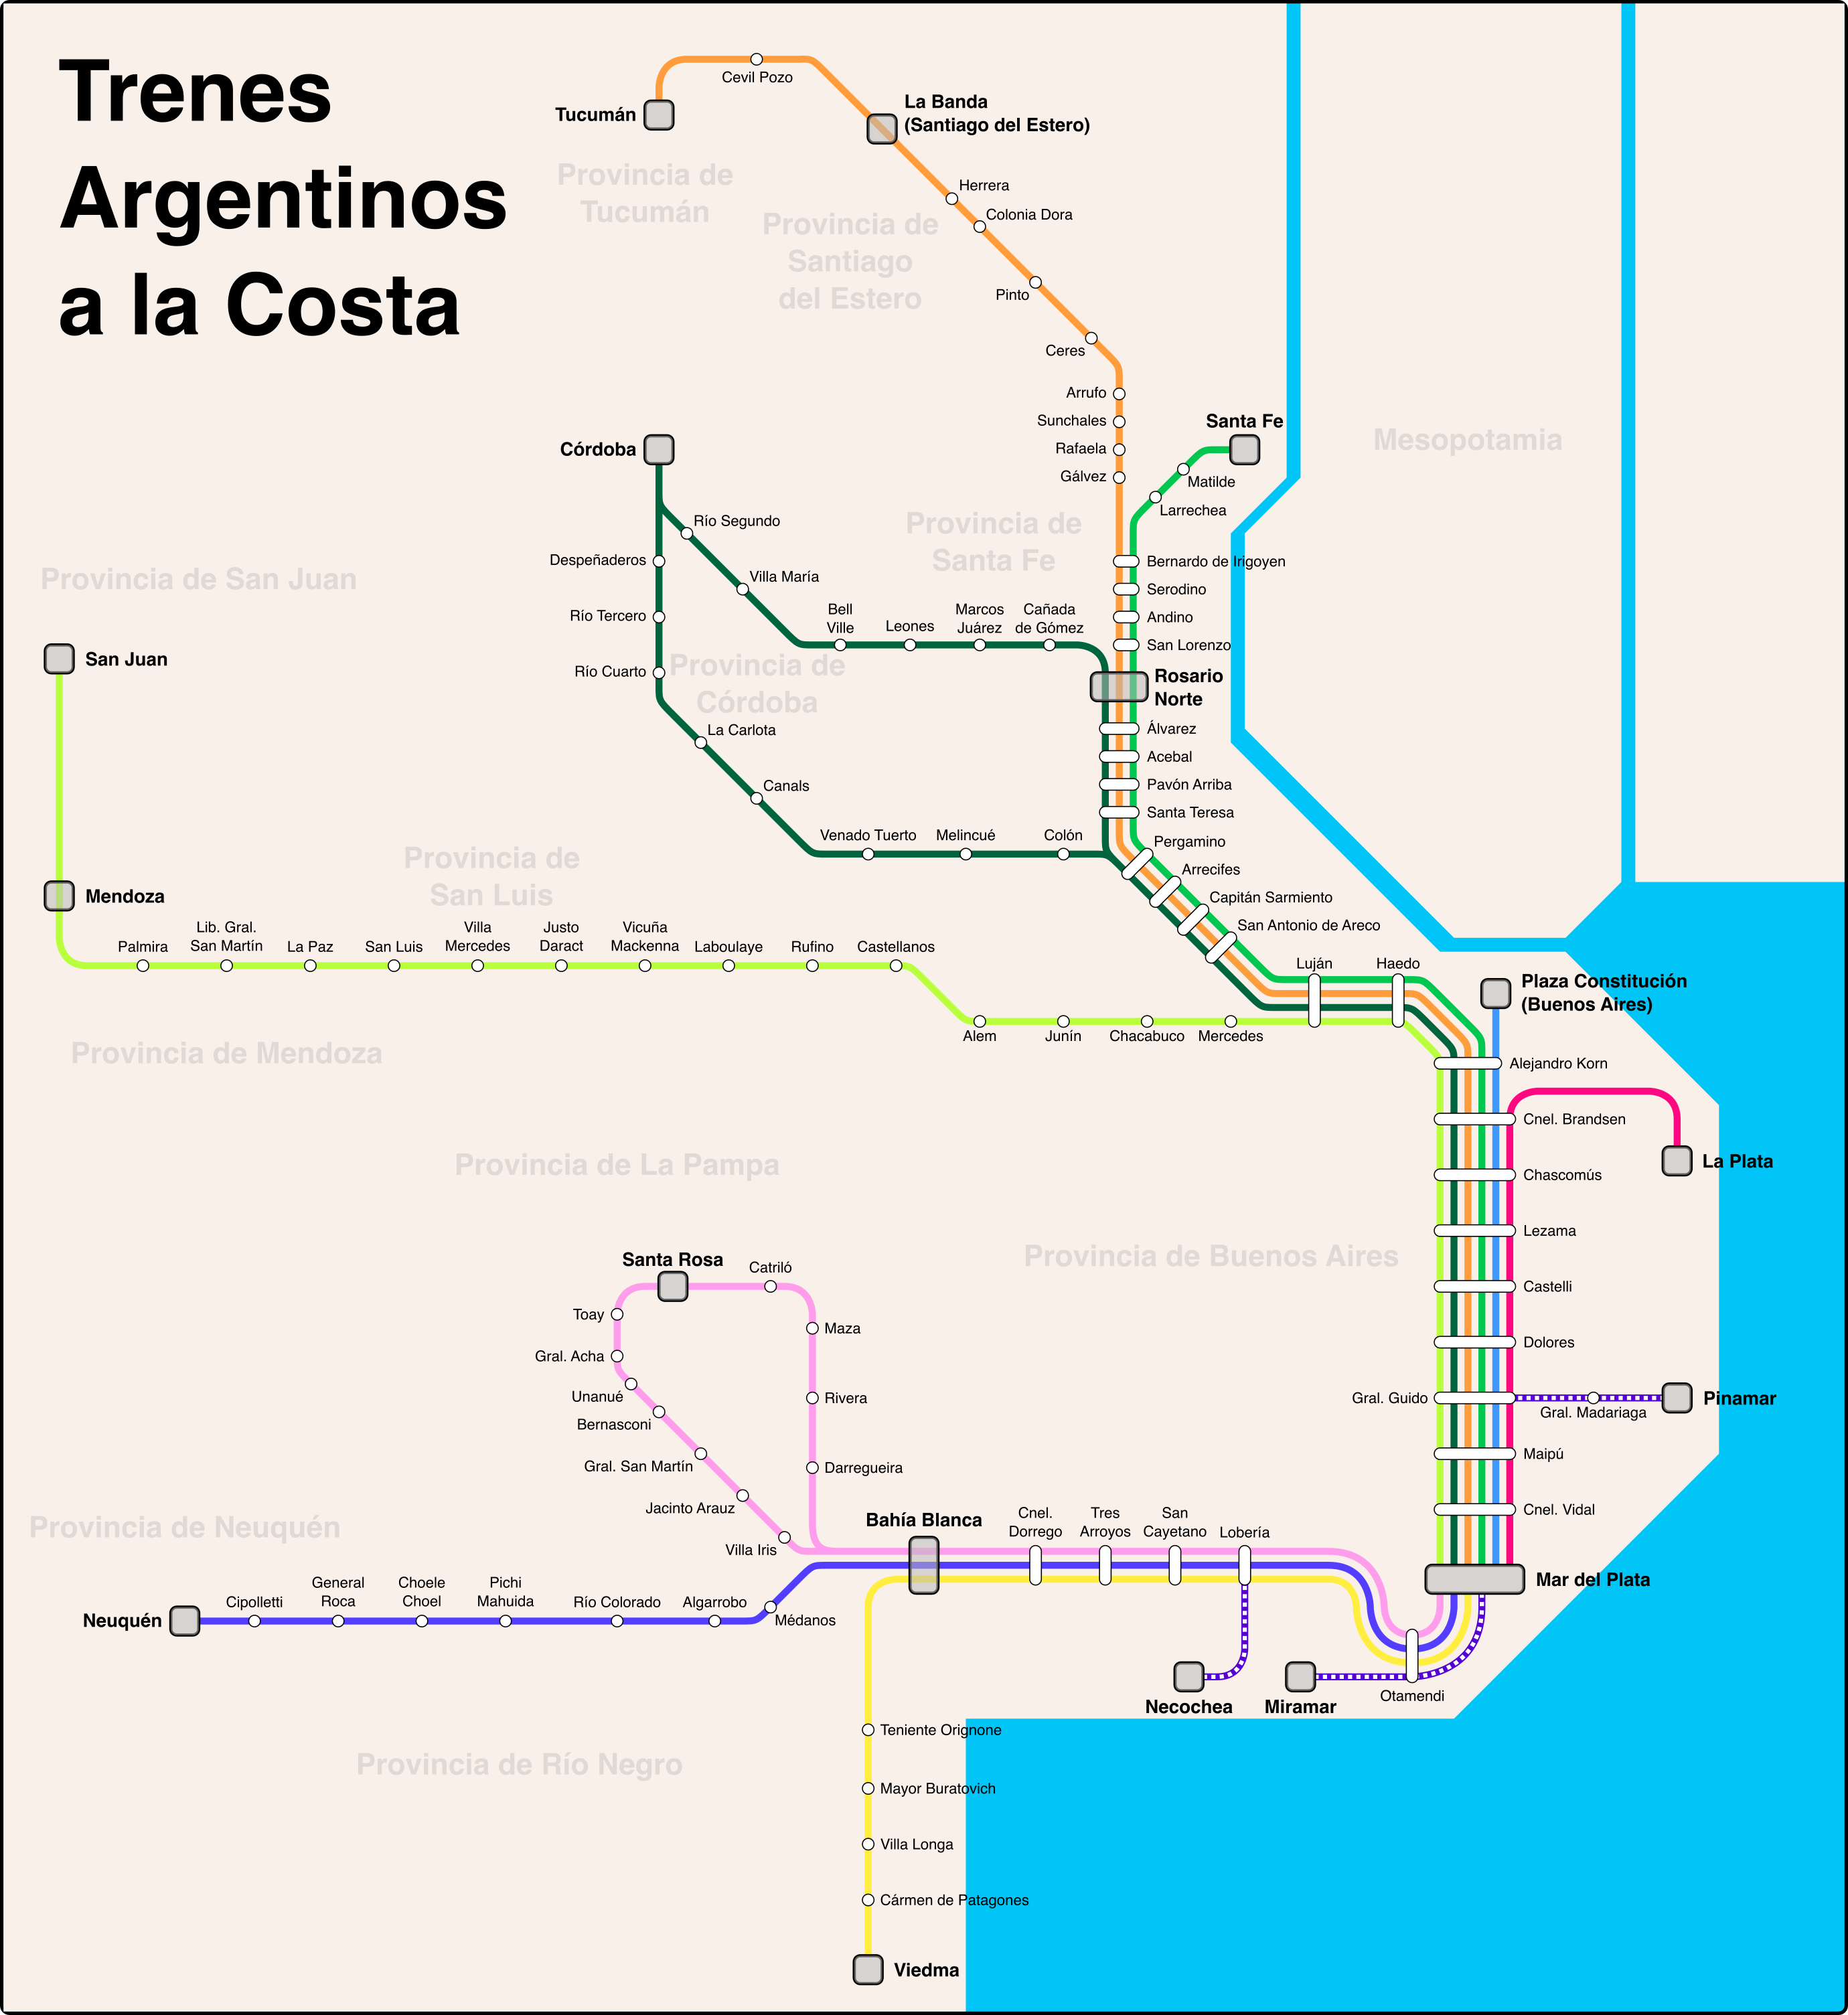 Trenes
Argentinos
a la Costa
Cevil Pozo
Tucumán
La Banda
(Santiago del Estero)
Provincia de
Tucumán
Herrera
Colonia Dora
Provincia de
Santiago
del Estero
Pinto
Ceres
Arrufo
Sunchales
Rafaela
Gálvez
Santa Fe
Matilde
Larrechea
Mesopotamia
Córdoba
Río Segundo
Despeñaderos
Villa María
Río Tercero
Bell
Ville
Leones
Marcos
Juárez
Cañada
de Gómez
Río Cuarto
Provincia de
Santa Fe
Bernardo de Irigoyen
Serodino
Andino
San Lorenzo
Provincia de San Juan
San Juan
Provincia de
Córdoba
Rosario
Norte
La Carlota
Canals
Álvarez
Acebal
Pavón Arriba
Santa Teresa
Venado Tuerto
Melincué
Colón
Pergamino
Arrecifes
Capitán Sarmiento
San Antonio de Areco
Provincia de
San Luis
Mendoza
Palmira
Lib. Gral.
San Martín
La Paz
San Luis
Villa
Mercedes
Justo
Daract
Vicuña
Mackenna
Laboulaye
Rufino
Castellanos
Luján
Haedo
Alem
Junín
Chacabuco
Mercedes
Plaza Constitución
(Buenos Aires)
Provincia de Mendoza
Alejandro Korn
Cnel. Brandsen
La Plata
Chascomús
Lezama
Castelli
Dolores
Provincia de La Pampa
Provincia de Buenos Aires
Gral. Guido
Gral. Madariaga
Pinamar
Maipú
Cnel. Vidal
Santa Rosa
Catriló
Toay
Maza
Gral. Acha
Unanué
Rivera
Bernasconi
Gral. San Martín
Darregueira
Jacinto Arauz
Villa Iris
Provincia de Neuquén
Bahía Blanca
Cnel.
Dorrego
Tres
Arroyos
San
Cayetano
Lobería
Mar del Plata
Neuquén
Cipolletti
General
Roca
Choele
Choel
Pichi
Mahuida
Río Colorado
Algarrobo
Médanos
Necochea
Miramar
Otamendi
Provincia de Río Negro
Teniente Orignone
Mayor Buratovich
Villa Longa
Cármen de Patagones
Viedma